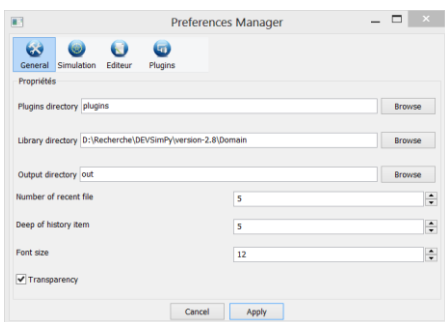 Preferences Manager
General Simulation Editeur Plugins
Propriétés
Plugins directory plugins Browse
Library directory D:\Recherche\DEVSimPy\version-2.8\Domain Browse
Output directory out Browse
Number of recent file 5
Deep of history item 5
Font size 12
Transparency
Cancel Apply